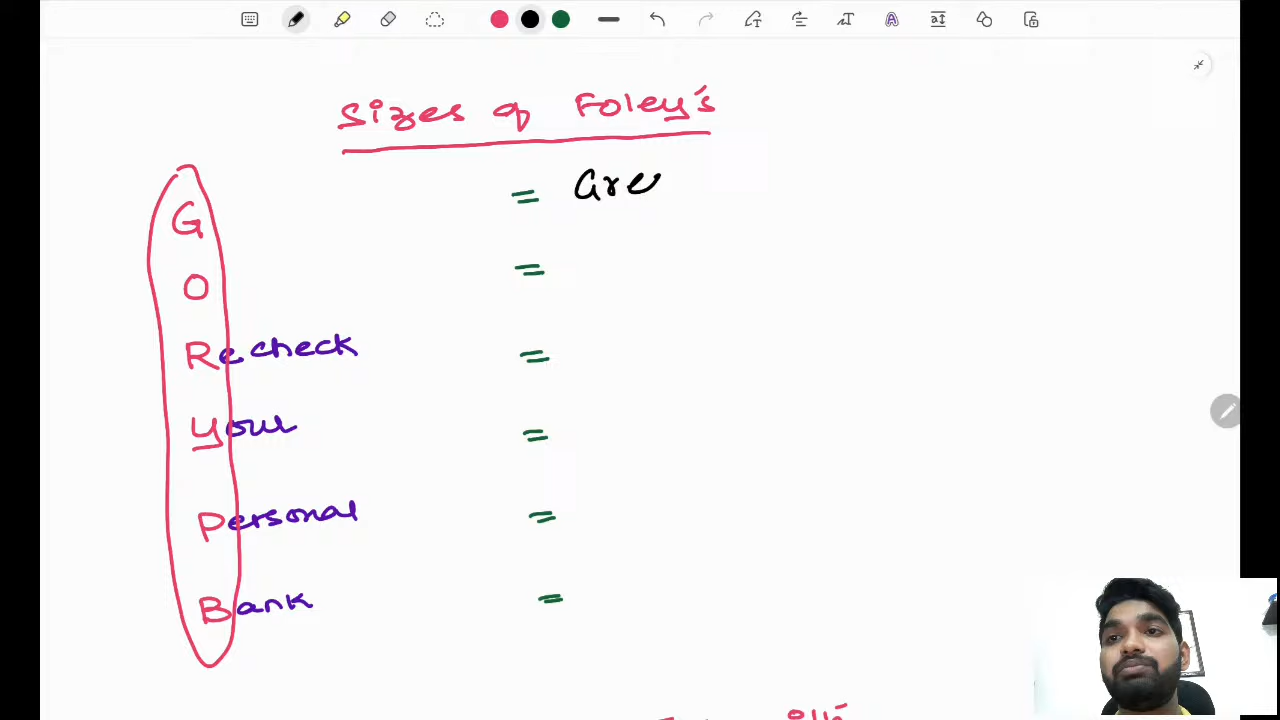 Sizes of Foley's
G = Gre
O =
Recheck =
Your =
Personal =
Bank =